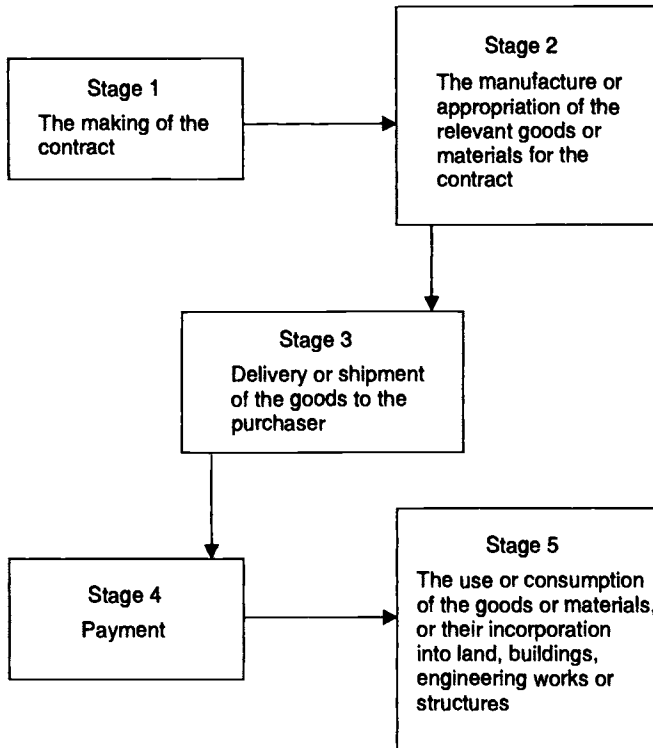 Stage 1
The making of the
contract
Stage 2
The manufacture or
appropriation of the
relevant goods or
materials for the
contract
Stage 3
Delivery or shipment
of the goods to the
purchaser
Stage 4
Payment
Stage 5
The use or consumption
of the goods or materials,
or their incorporation
into land, buildings,
engineering works or
structures